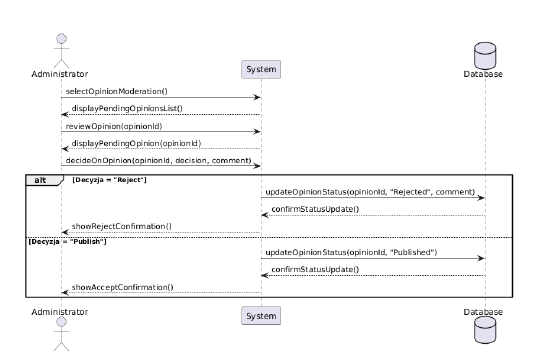 Administrator
System
Database
selectOpinionModeration()
displayPendingOpinionsList()
reviewOpinion(opinionId)
displayPendingOpinion(opinionId)
decideOnOpinion(opinionId, decision, comment)
alt [Decyzja = "Reject"]
updateOpinionStatus(opinionId, "Rejected", comment)
confirmStatusUpdate()
showRejectConfirmation()
[Decyzja = "Publish"]
updateOpinionStatus(opinionId, "Published")
confirmStatusUpdate()
showAcceptConfirmation()
Administrator
System
Database